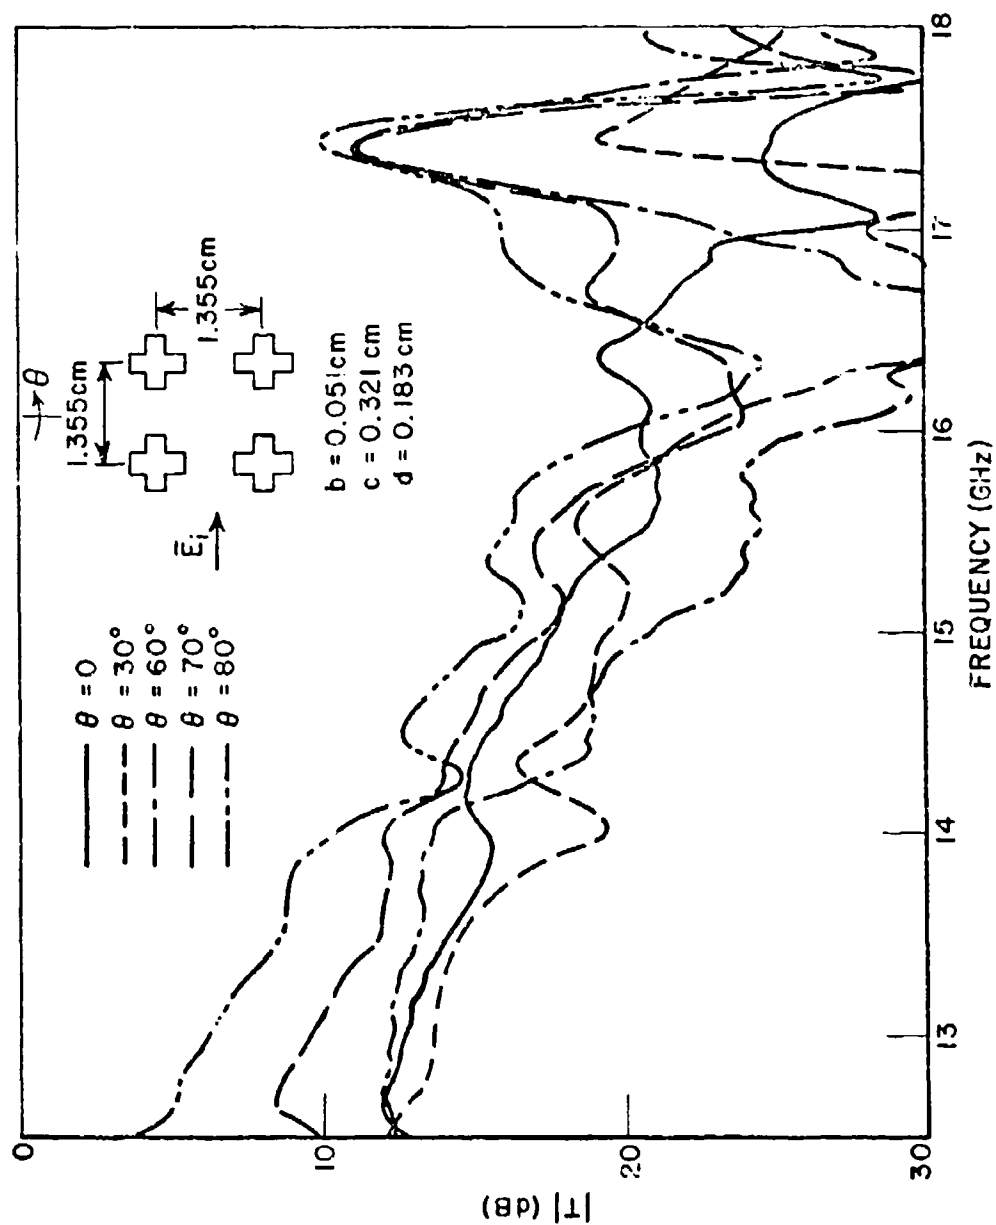 θ = 0
θ = 30°
θ = 60°
θ = 70°
θ = 80°
θ
1.355cm
1.355cm
E̅i
b = 0.051cm
c = 0.321 cm
d = 0.183 cm
|T| (dB)
0
10
20
30
13
14
15
16
17
18
FREQUENCY (GHz)